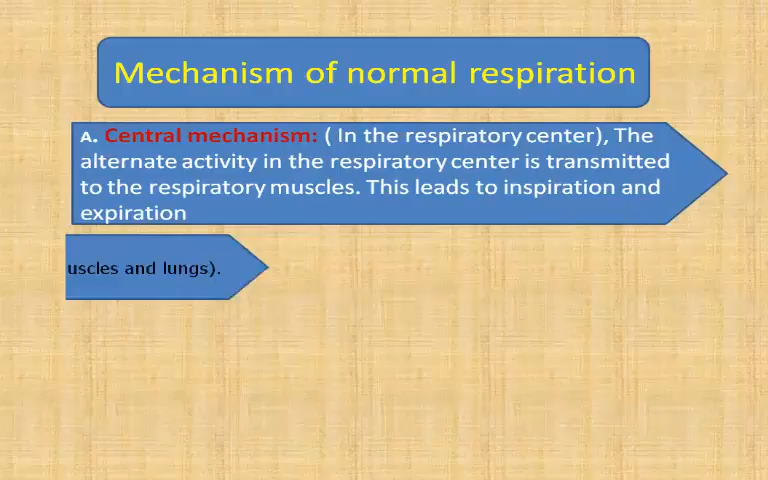 Mechanism of normal respiration
A. Central mechanism: ( In the respiratory center), The
alternate activity in the respiratory center is transmitted
to the respiratory muscles. This leads to inspiration and
expiration
uscles and lungs).